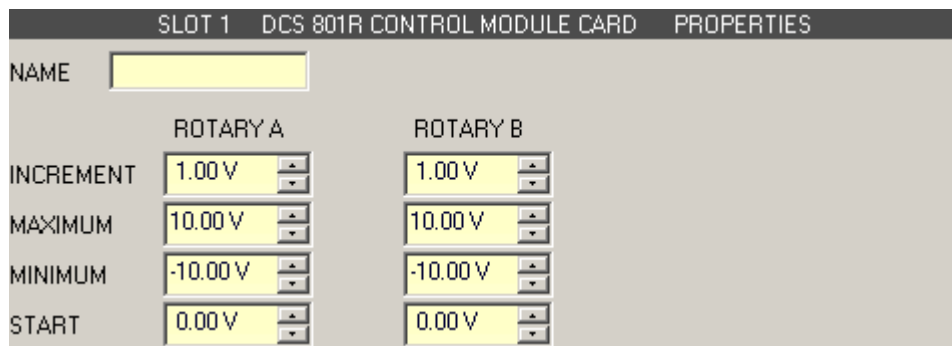 SLOT 1 DCS 801R CONTROL MODULE CARD PROPERTIES
NAME
ROTARY A ROTARY B
INCREMENT 1.00 V 1.00 V
MAXIMUM 10.00 V 10.00 V
MINIMUM -10.00 V -10.00 V
START 0.00 V 0.00 V